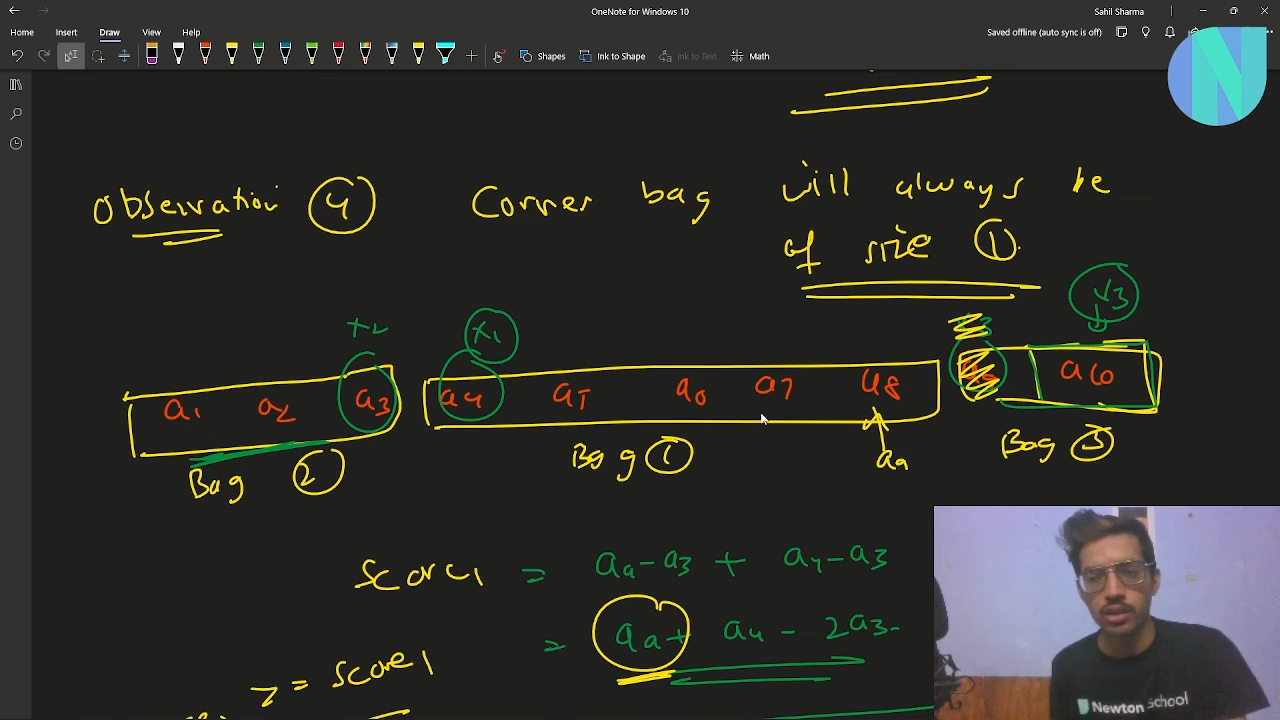 OneNote for Windows 10
Sahil Sharma
Home Insert Draw View Help
Saved offline (auto sync is off)
Shapes Ink to Shape Ink to Text Math
Observation 4 Corner bag will always be
of size 1.
x2 x1 x3
a1 a2 a3 a4 a5 a6 a7 a8 a10
Bag 2 Bag 1 a9 Bag 3
Score1 = a9 - a3 + a4 - a3
= a9 + a4 - 2a3
>= Score1
Newton School